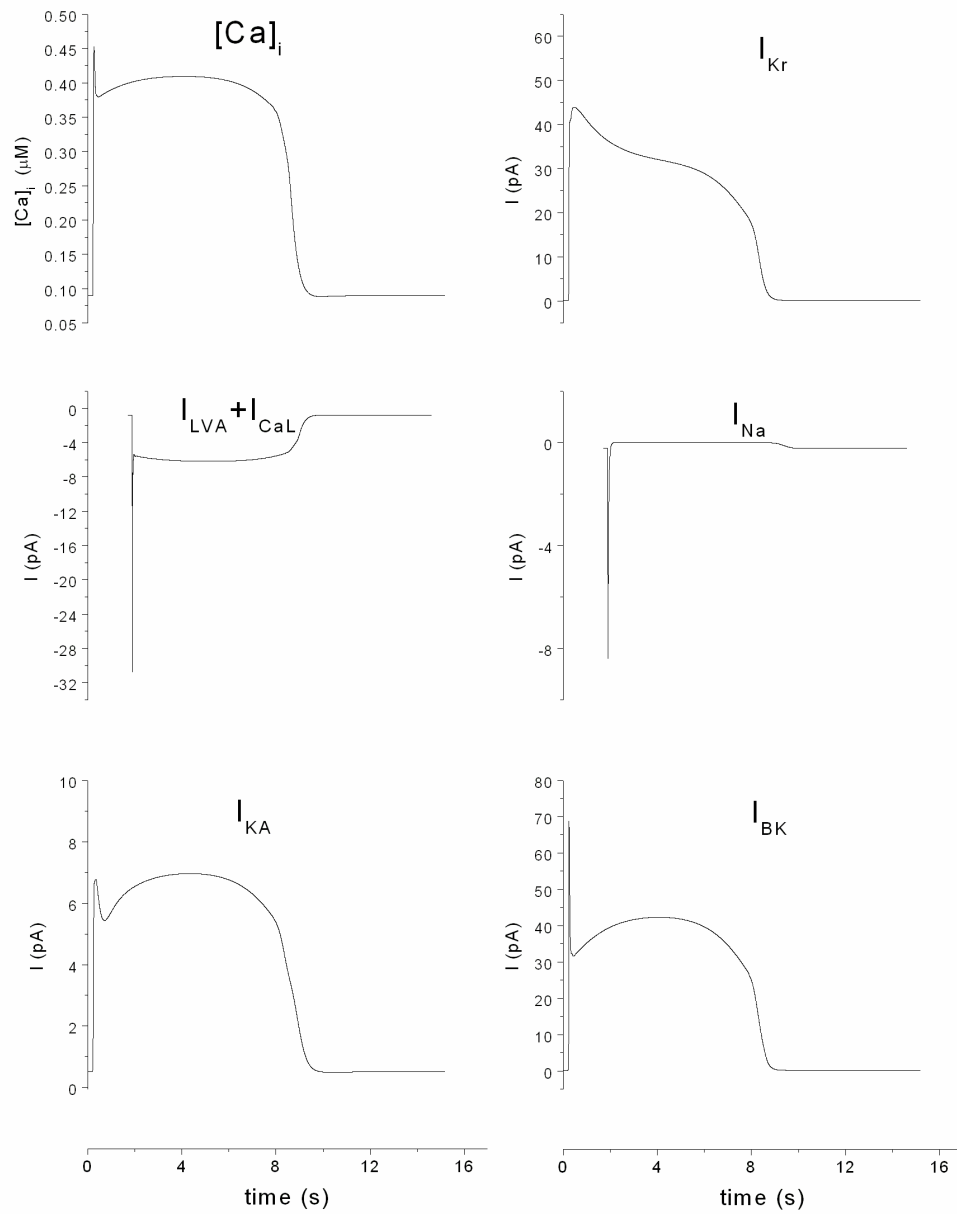 [Ca]i
[Ca]i (μM)
0.50
0.45
0.40
0.35
0.30
0.25
0.20
0.15
0.10
0.05
IKr
I (pA)
60
50
40
30
20
10
0
ILVA+ICaL
I (pA)
0
-4
-8
-12
-16
-20
-24
-28
-32
INa
I (pA)
0
-4
-8
IKA
I (pA)
10
8
6
4
2
0
IBK
I (pA)
80
70
60
50
40
30
20
10
0
0 4 8 12 16
time (s)
0 4 8 12 16
time (s)